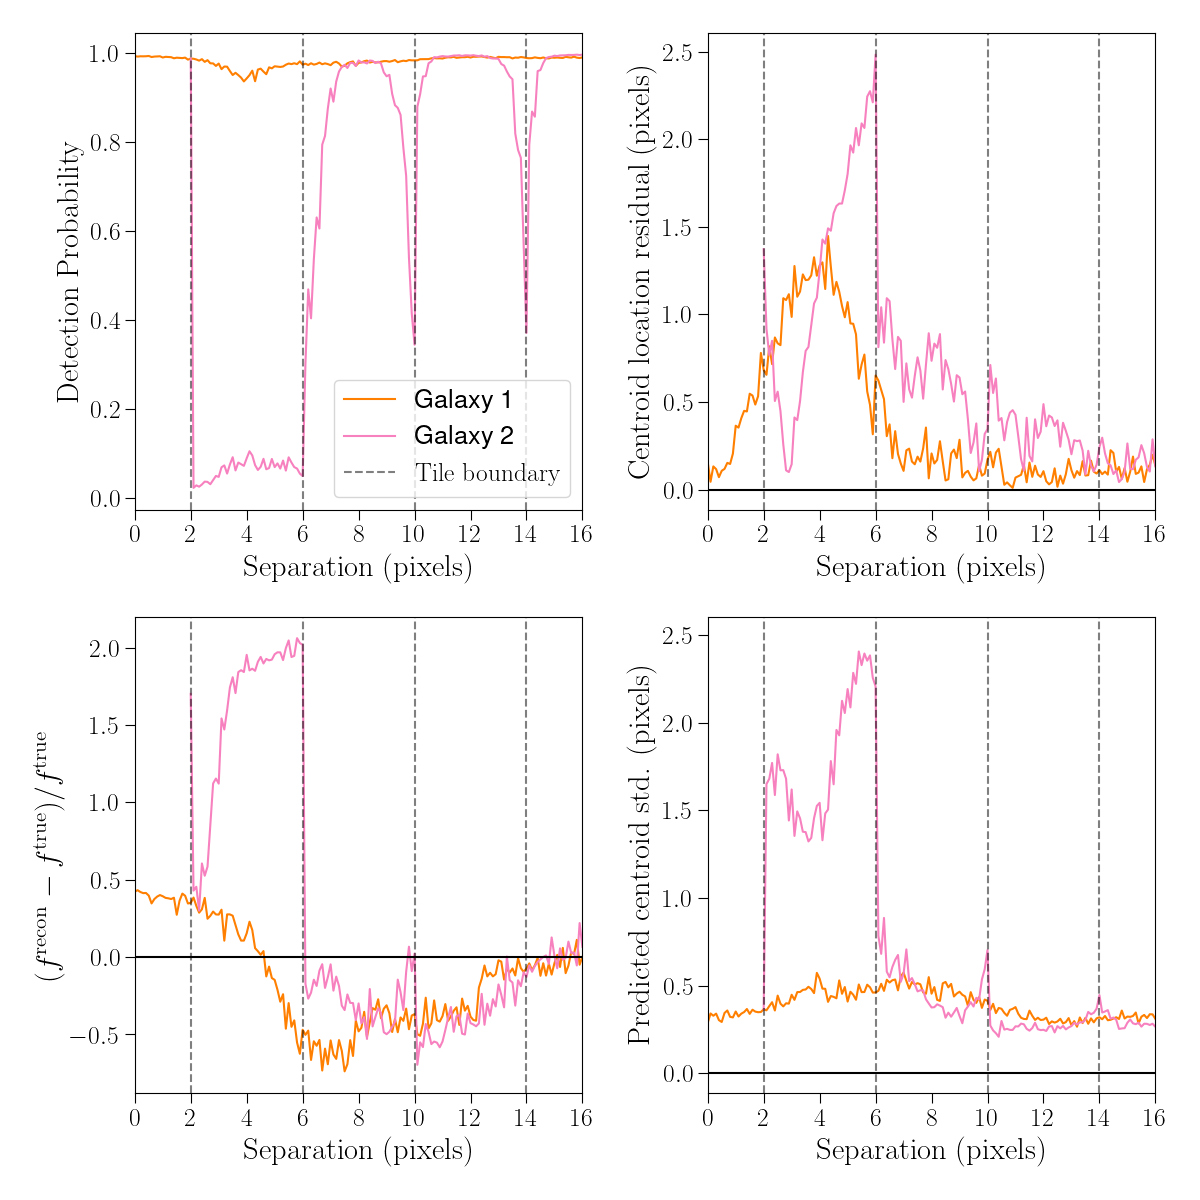 Detection Probability
1.0
0.8
0.6
0.4
0.2
0.0
Galaxy 1
Galaxy 2
Tile boundary
0 2 4 6 8 10 12 14 16
Separation (pixels)
Centroid location residual (pixels)
2.5
2.0
1.5
1.0
0.5
0.0
0 2 4 6 8 10 12 14 16
Separation (pixels)
(f^recon − f^true)/f^true
2.0
1.5
1.0
0.5
0.0
−0.5
0 2 4 6 8 10 12 14 16
Separation (pixels)
Predicted centroid std. (pixels)
2.5
2.0
1.5
1.0
0.5
0.0
0 2 4 6 8 10 12 14 16
Separation (pixels)